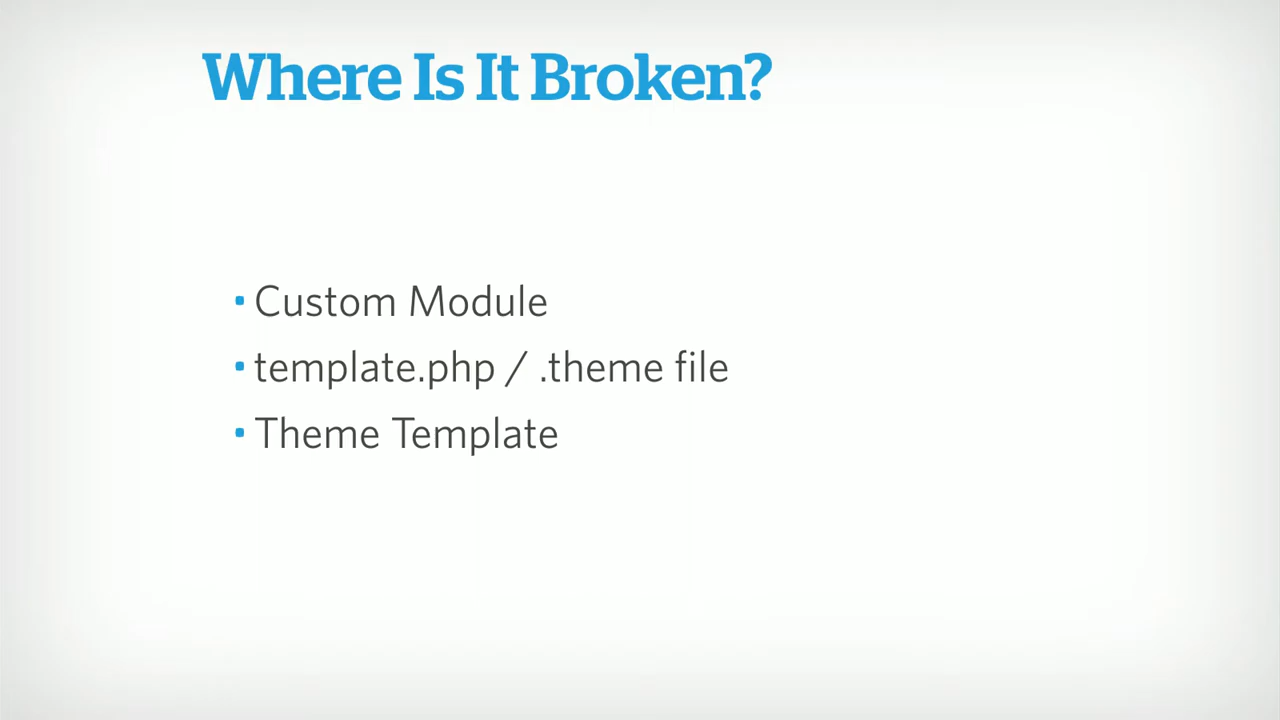 Where Is It Broken?
• Custom Module
• template.php / .theme file
• Theme Template